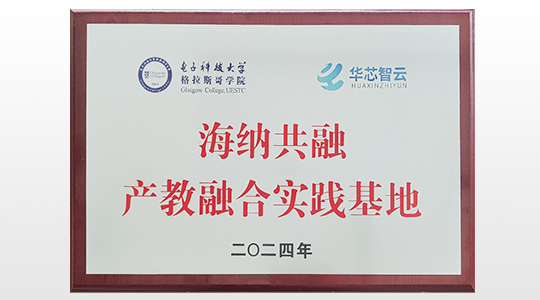 电子科技大学
格拉斯哥学院
Glasgow College, UESTC
华芯智云
HUAXINZHIYUN
海纳共融
产教融合实践基地
二〇二四年